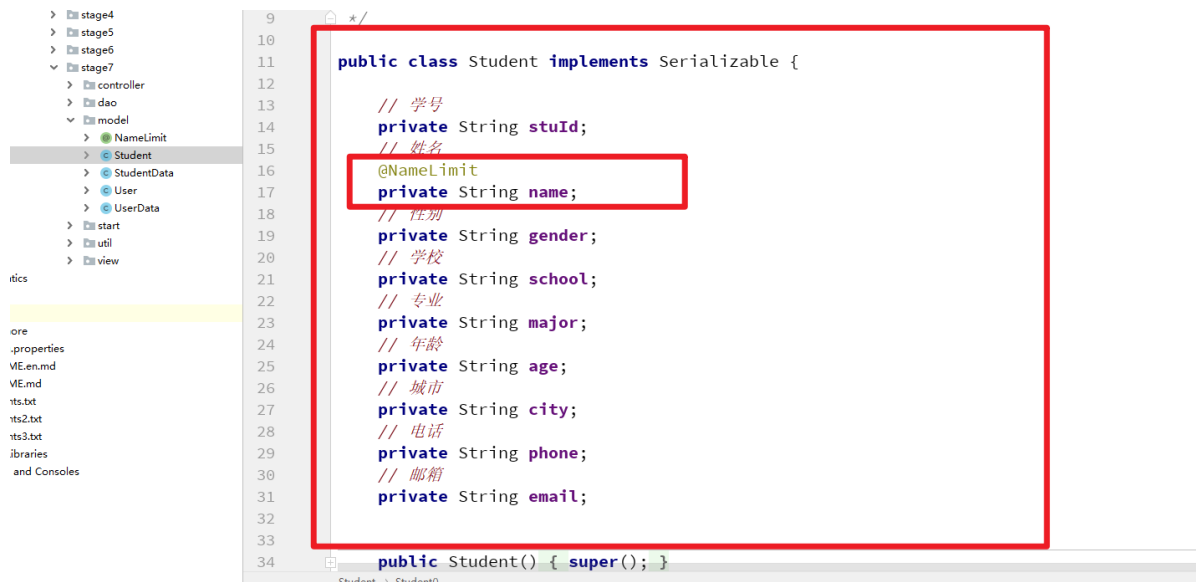 stage4
stage5
stage6
stage7
controller
dao
model
NameLimit
Student
StudentData
User
UserData
start
util
view
tics
ore
.properties
ME.en.md
ME.md
nts.txt
nts2.txt
nts3.txt
ibraries
and Consoles
9 */
10
11 public class Student implements Serializable {
12
13 // 学号
14 private String stuId;
15 // 姓名
16 @NameLimit
17 private String name;
18 // 性别
19 private String gender;
20 // 学校
21 private String school;
22 // 专业
23 private String major;
24 // 年龄
25 private String age;
26 // 城市
27 private String city;
28 // 电话
29 private String phone;
30 // 邮箱
31 private String email;
32
33
34 public Student() { super(); }